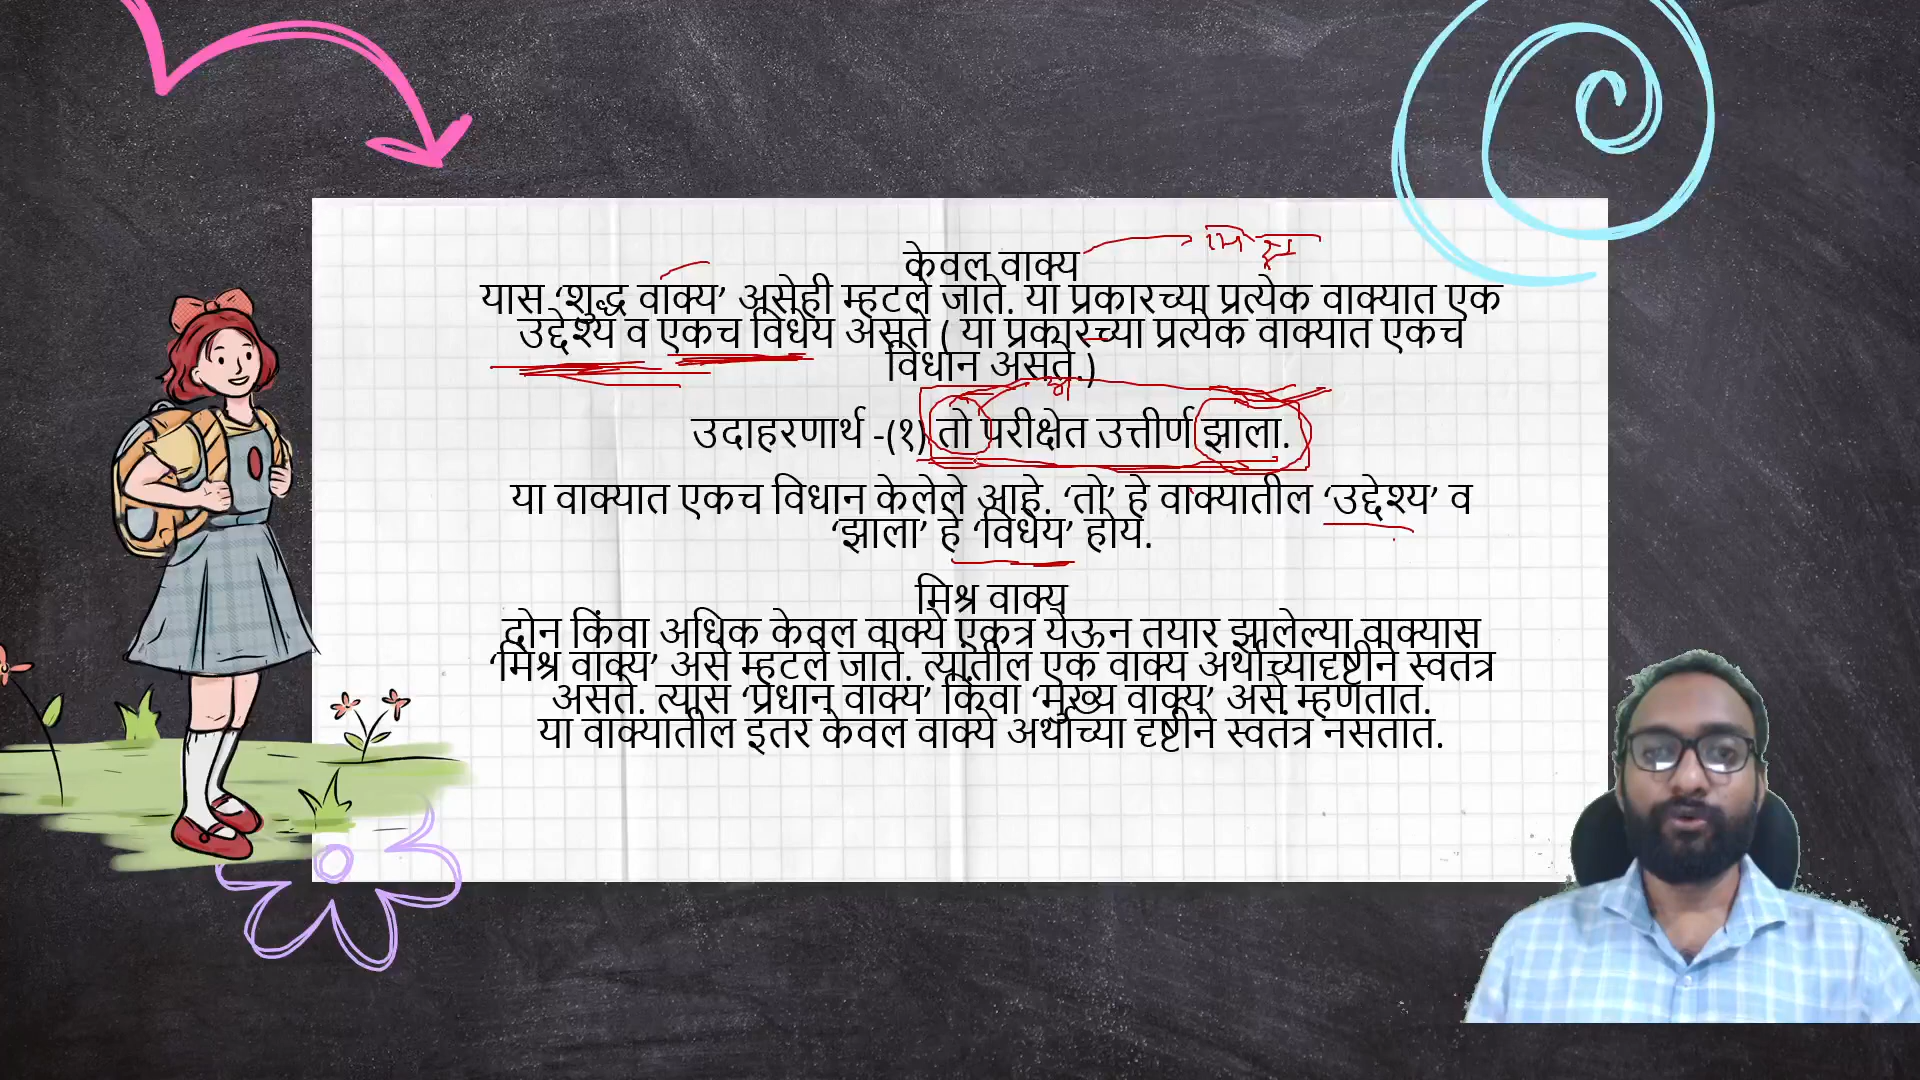 केवल वाक्य
यास ‘शुद्ध वाक्य’ असेही म्हटले जाते. या प्रकारच्या प्रत्येक वाक्यात एक
उद्देश्य व एकच विधेय असते ( या प्रकारच्या प्रत्येक वाक्यात एकच
विधान असते.)
उदाहरणार्थ -(१) तो परीक्षेत उत्तीर्ण झाला.
या वाक्यात एकच विधान केलेले आहे. ‘तो’ हे वाक्यातील ‘उद्देश्य’ व
‘झाला’ हे ‘विधेय’ होय.
मिश्र वाक्य
दोन किंवा अधिक केवल वाक्ये एकत्र येऊन तयार झालेल्या वाक्यास
‘मिश्र वाक्य’ असे म्हटले जाते. त्यातील एक वाक्य अर्थाच्यादृष्टीने स्वतंत्र
असते. त्यास ‘प्रधान वाक्य’ किंवा ‘मुख्य वाक्य’ असे म्हणतात.
या वाक्यातील इतर केवल वाक्ये अर्थाच्या दृष्टीने स्वतंत्र नसतात.